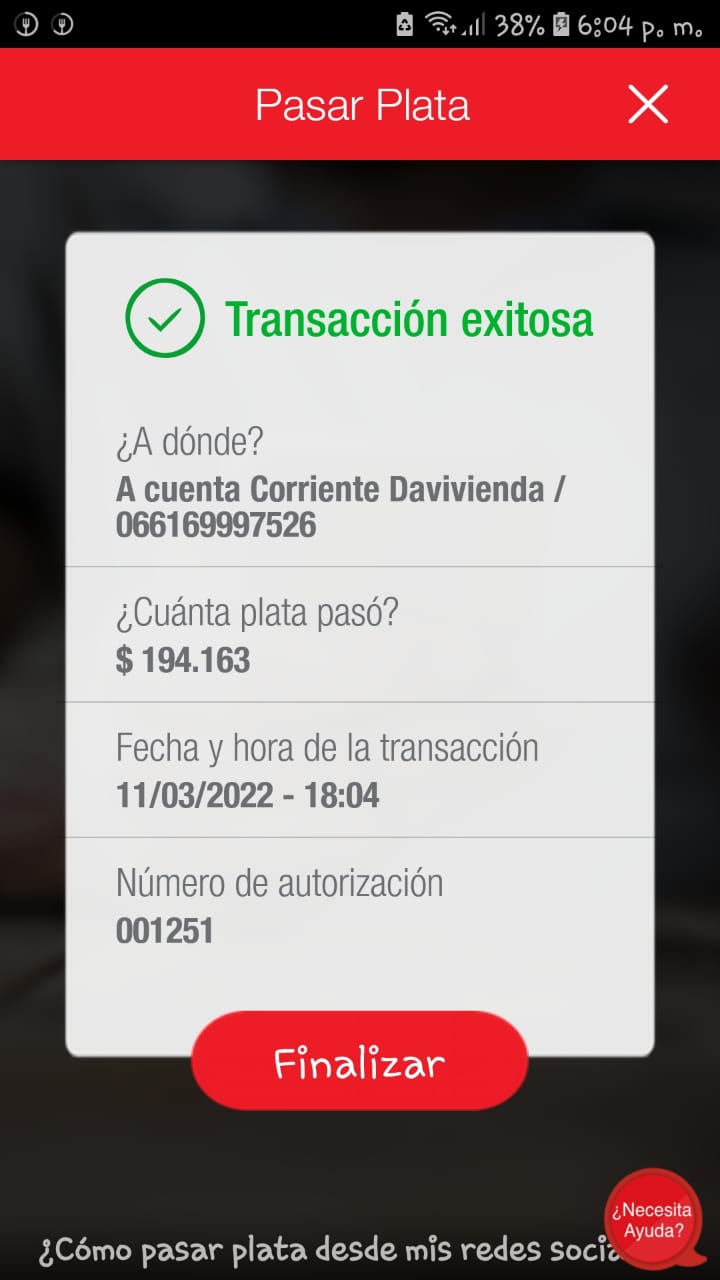 38% 6:04 p. m.
Pasar Plata
Transacción exitosa
¿A dónde?
A cuenta Corriente Davivienda /
066169997526
¿Cuánta plata pasó?
$ 194.163
Fecha y hora de la transacción
11/03/2022 - 18:04
Número de autorización
001251
Finalizar
¿Necesita
Ayuda?
¿Cómo pasar plata desde mis redes